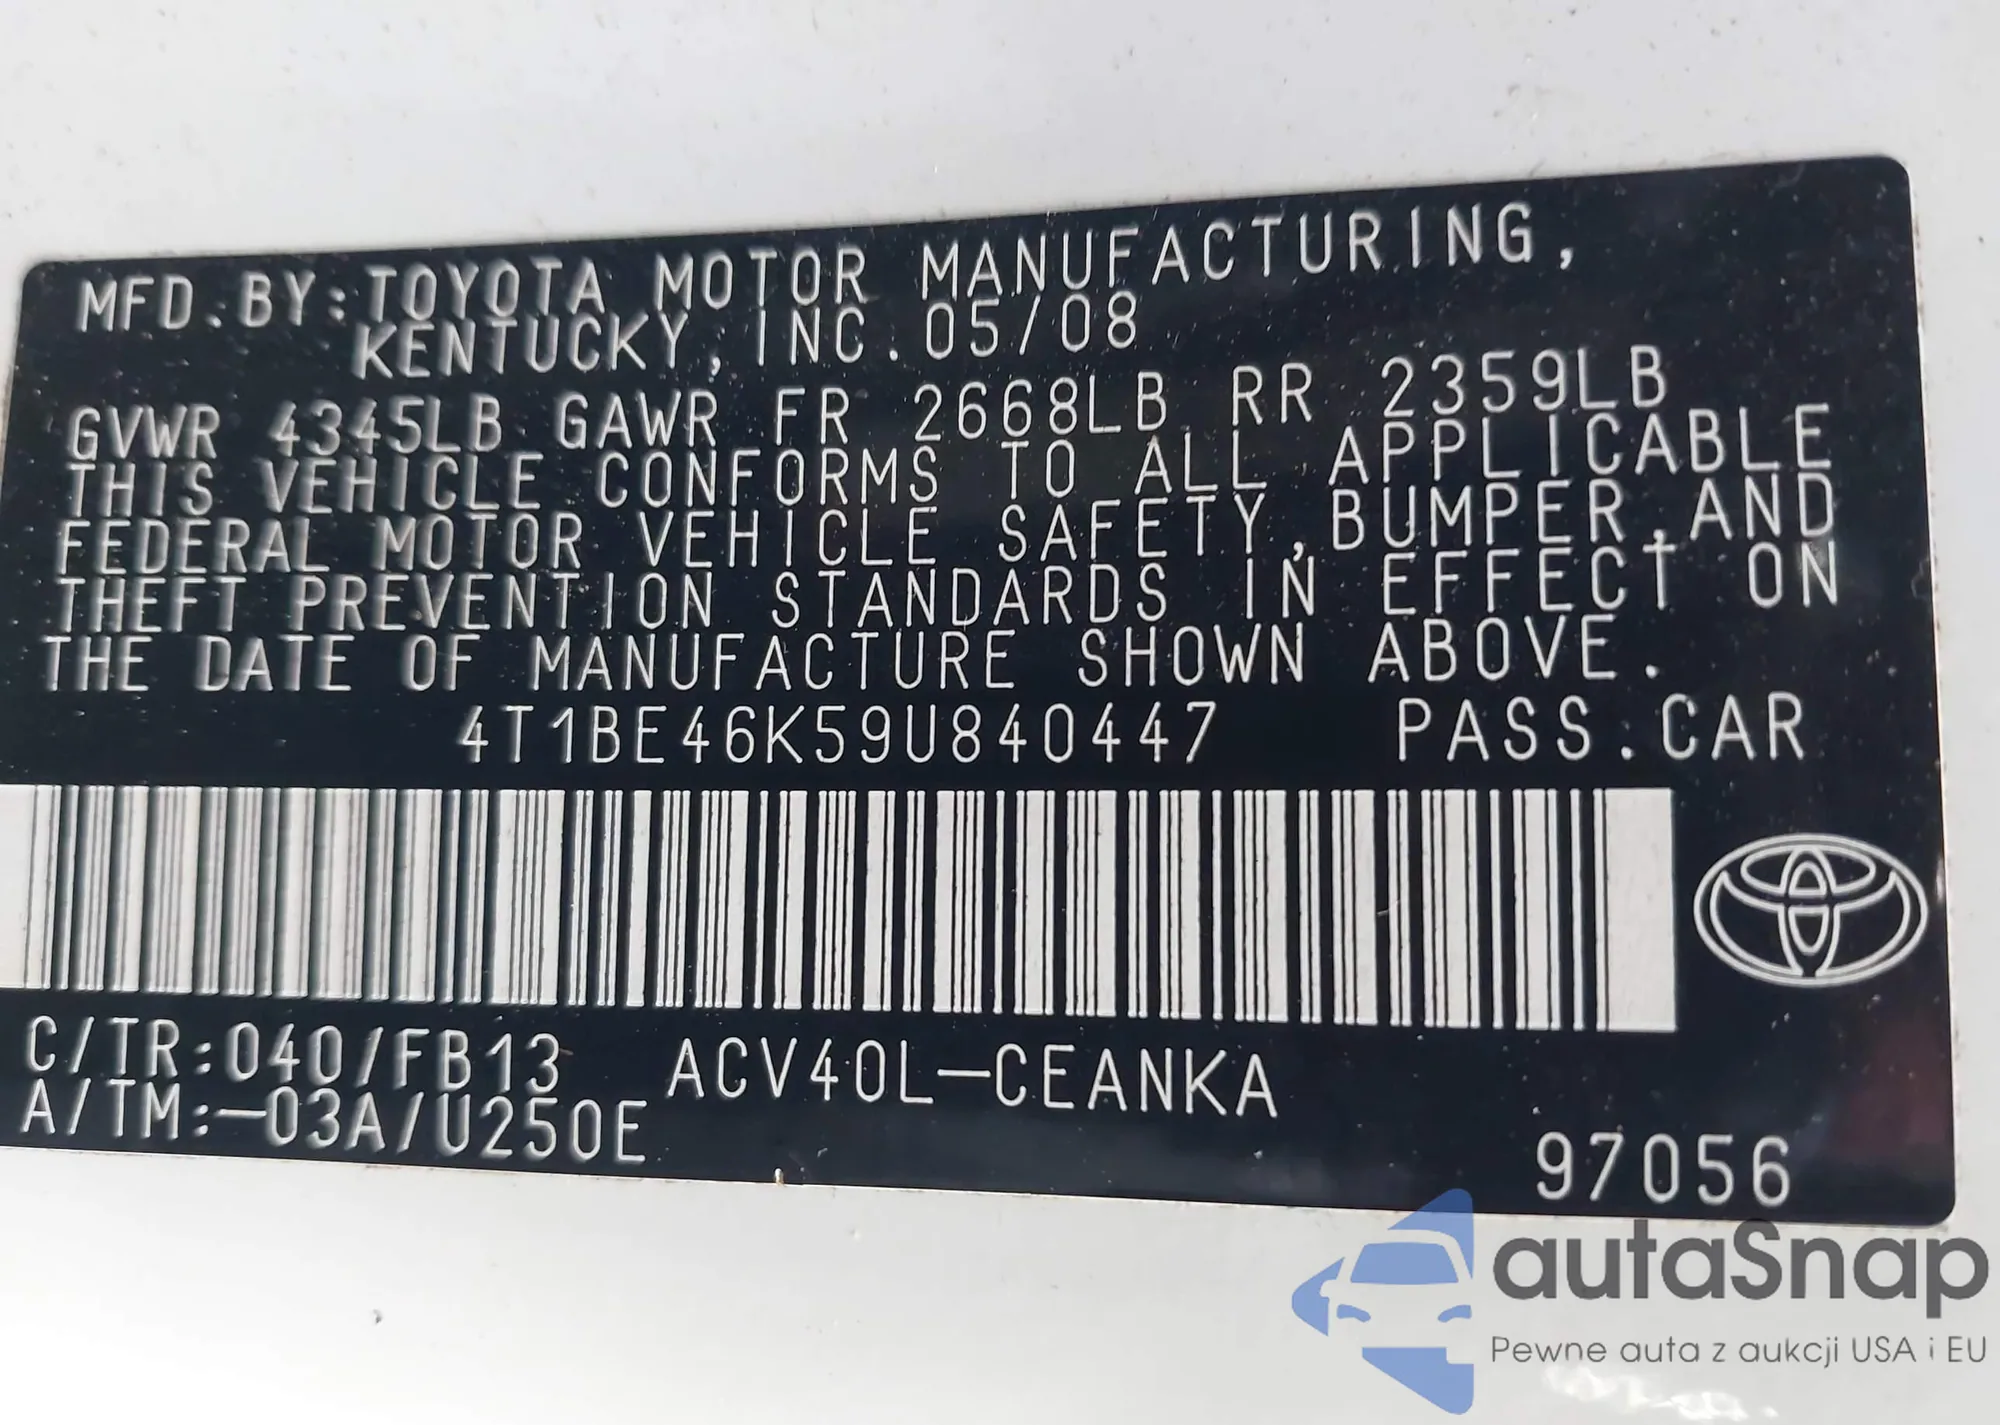 MFD.BY:TOYOTA MOTOR MANUFACTURING,
KENTUCKY, INC. 05/08
GVWR 4345LB GAWR FR 2668LB RR 2359LB
THIS VEHICLE CONFORMS TO ALL APPLICABLE
FEDERAL MOTOR VEHICLE SAFETY, BUMPER, AND
THEFT PREVENTION STANDARDS IN EFFECT ON
THE DATE OF MANUFACTURE SHOWN ABOVE.
4T1BE46K59U840447 PASS.CAR
C/TR:040/FB13 ACV40L-CEANKA
A/TM:-03A/U250E
97056
autaSnap
Pewne auta z aukcji USA i EU